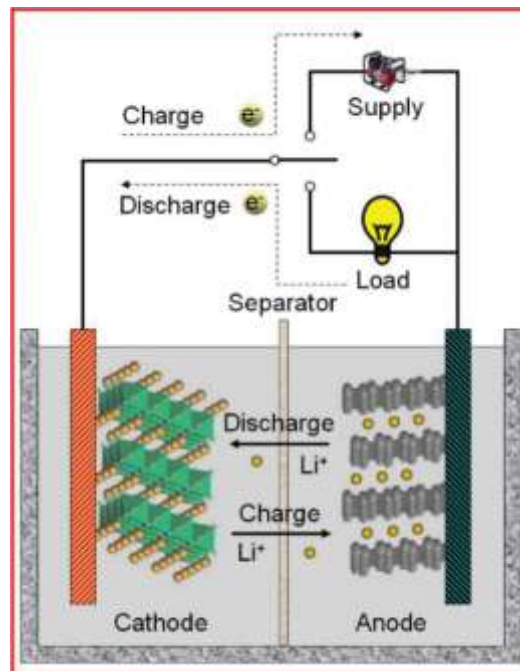 Charge e⁻
Supply
Discharge e⁻
Load
Separator
Discharge
Li⁺
Charge
Li⁺
Cathode
Anode